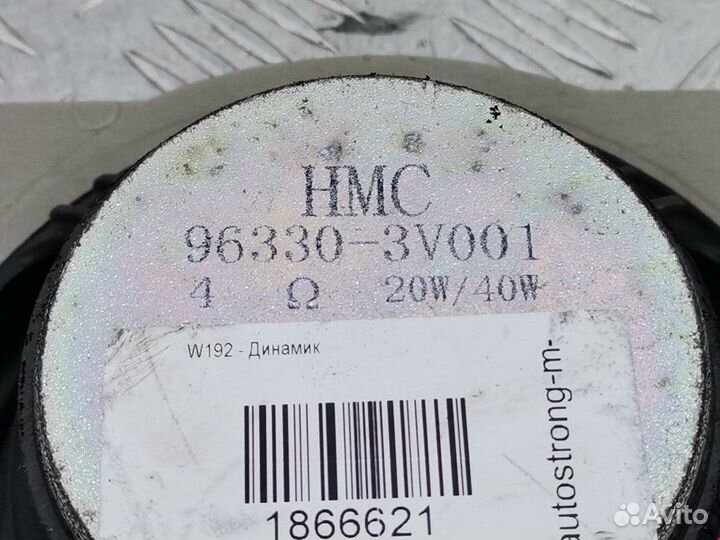 HMC
96330-3V001
4 Ω 20W/40W
W192 - Динамик
1866621
autostrong-m-
Avito